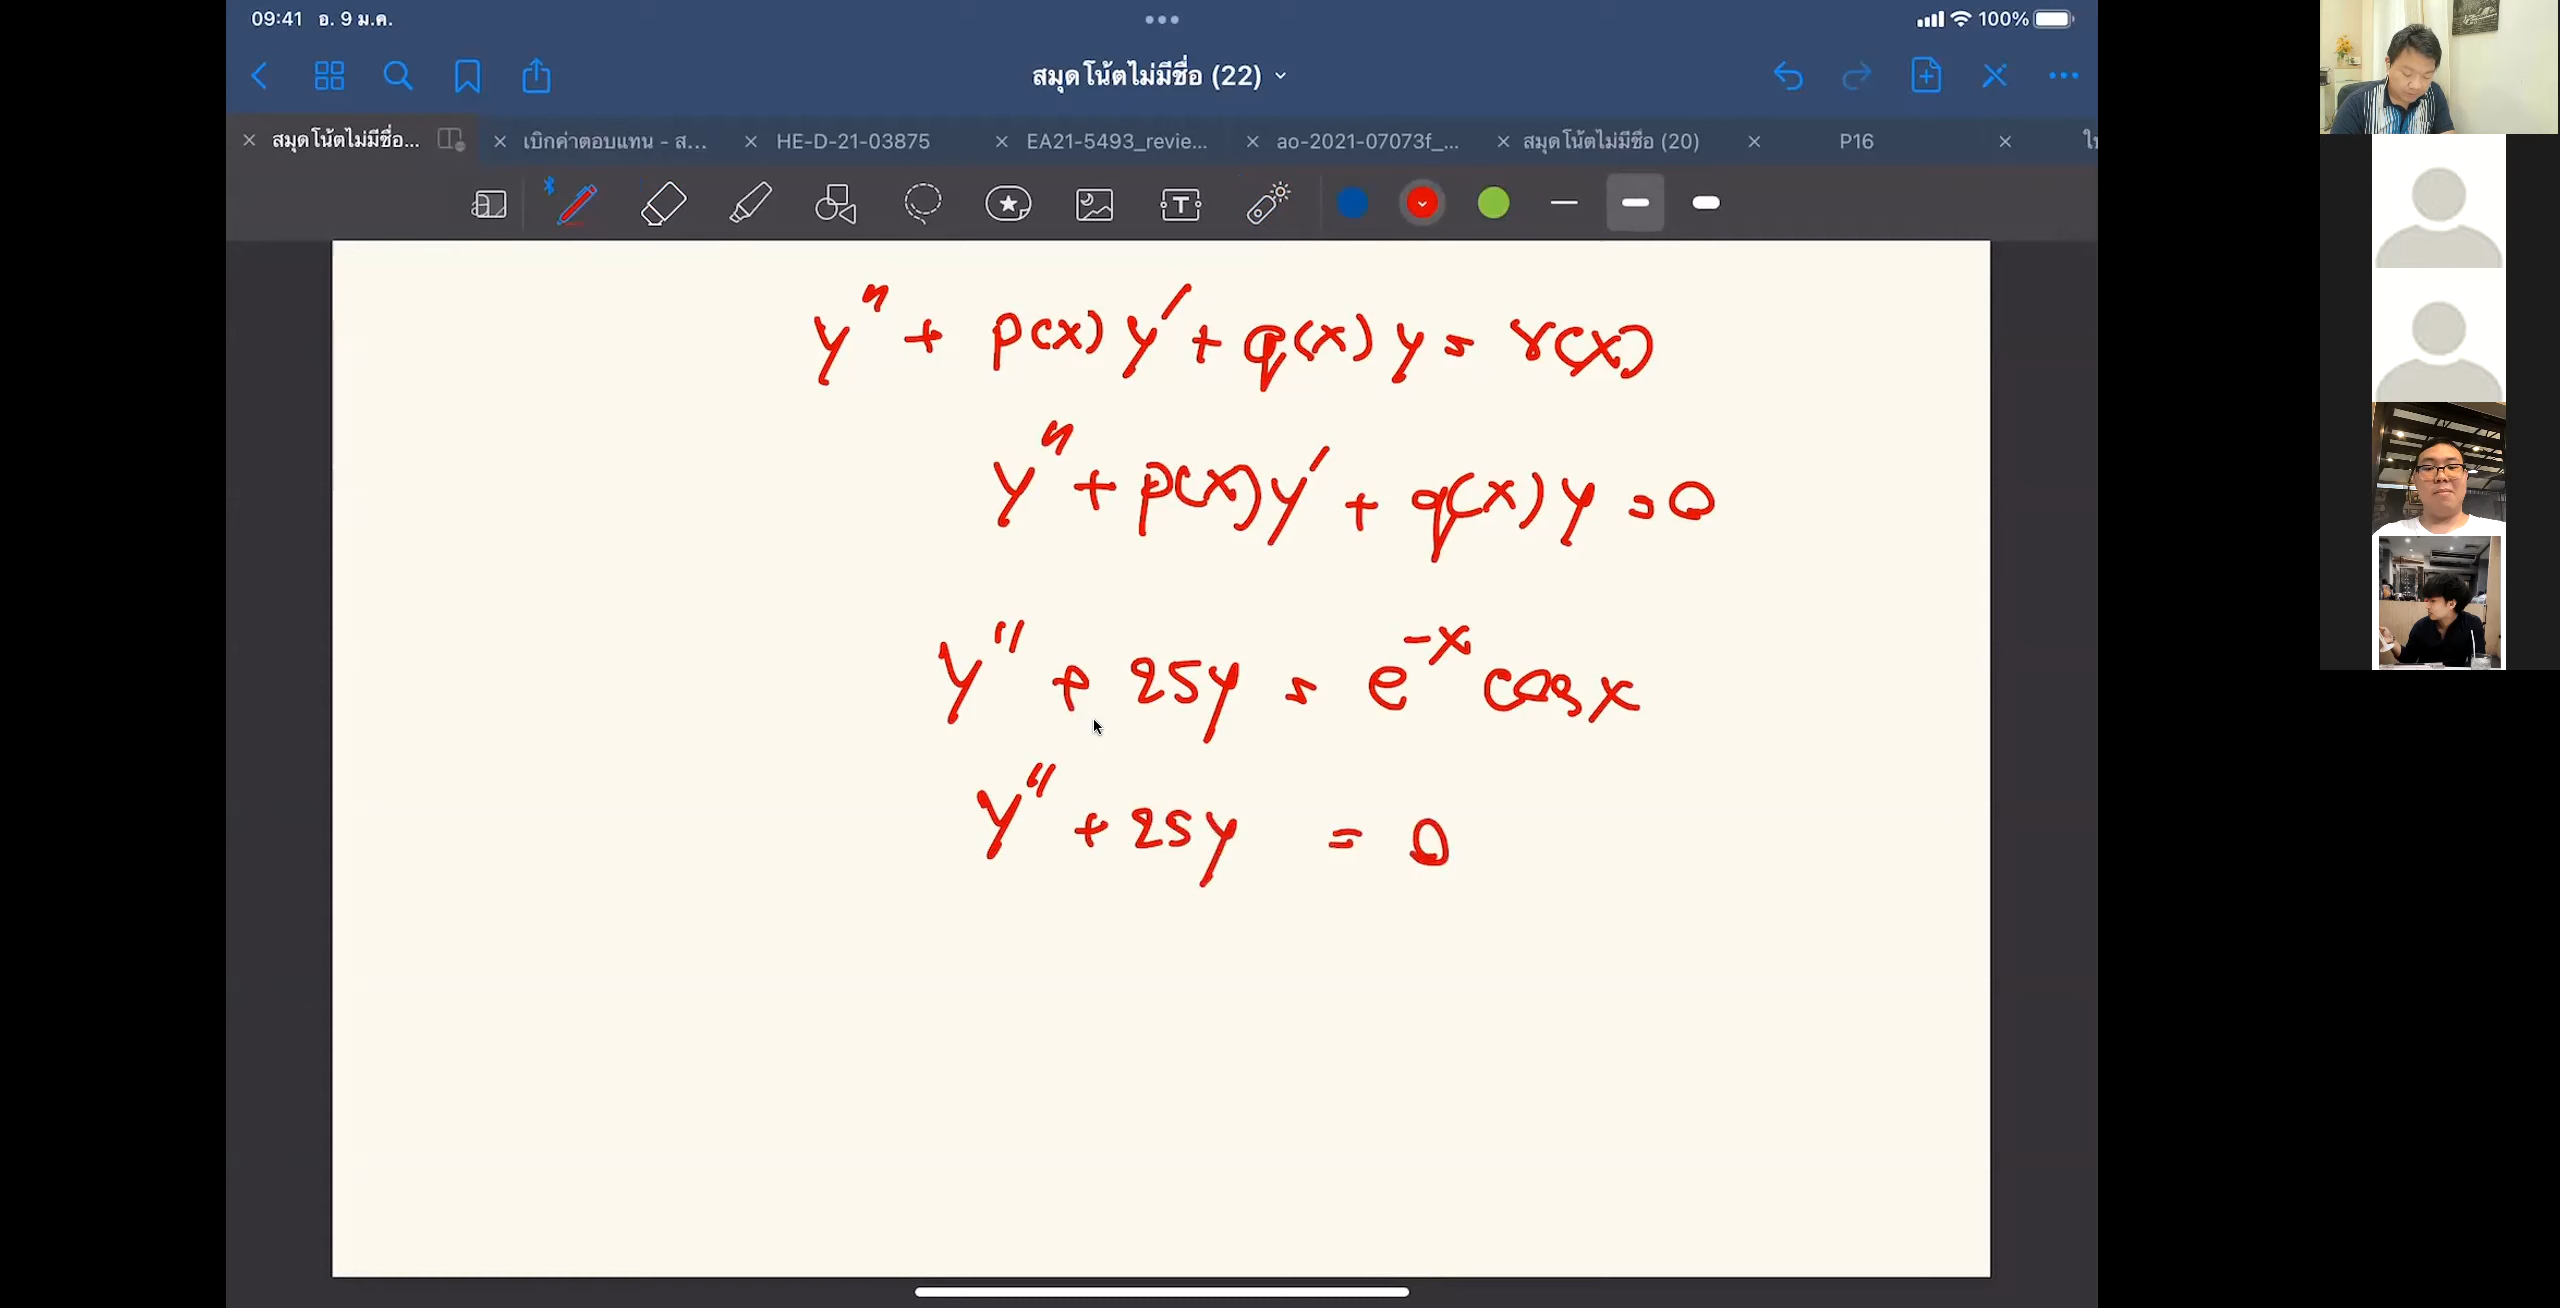 09:41 อ. 9 ม.ค.
100%
สมุดโน้ตไม่มีชื่อ (22)
สมุดโน้ตไม่มีชื่อ...
เบิกค่าตอบแทน - ส...
HE-D-21-03875
EA21-5493_revie...
ao-2021-07073f_...
สมุดโน้ตไม่มีชื่อ (20)
P16
y" + p(x) y' + q(x) y = r(x)
y" + p(x) y' + q(x) y = 0
y" + 25y = e^-x cos x
y" + 25y = 0